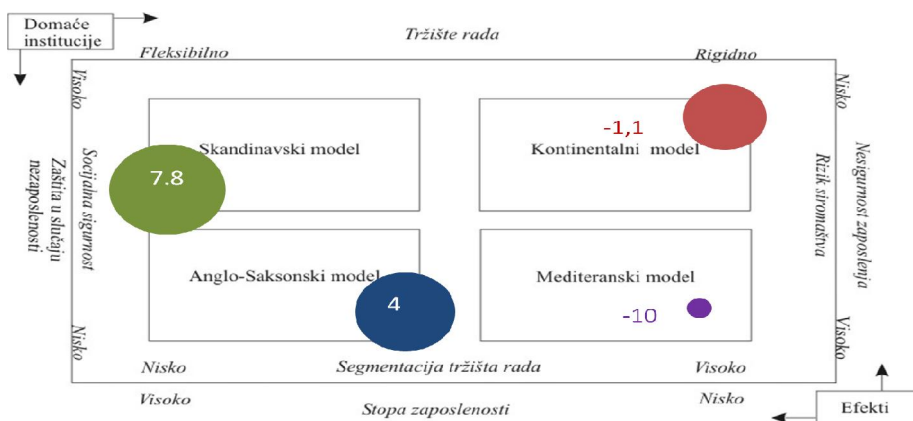 Domaće
institucije
Tržište rada
Fleksibilno
Rigidno
Visoko
Nisko
-1,1
Skandinavski model
Kontinentalni model
7.8
Socijalna sigurnost
Zaštita u slučaju
nezaposlenosti
Rizik siromaštva
Nesigurnost zaposlenja
Anglo-Saksonski model
Mediteranski model
4
-10
Nisko
Visoko
Nisko
Segmentacija tržišta rada
Visoko
Visoko
Stopa zaposlenosti
Nisko
Efekti